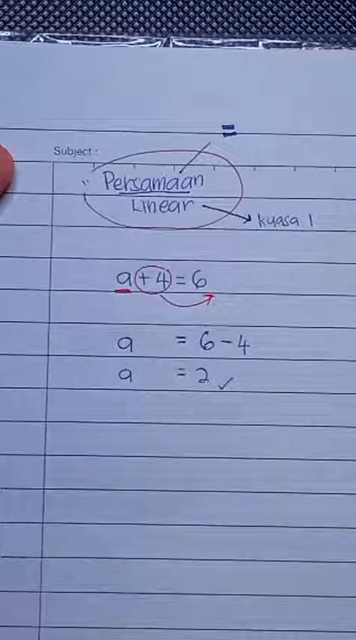 =
Subject :
Persamaan
Linear
kuasa 1
a + 4 = 6
a = 6 - 4
a = 2 ✓